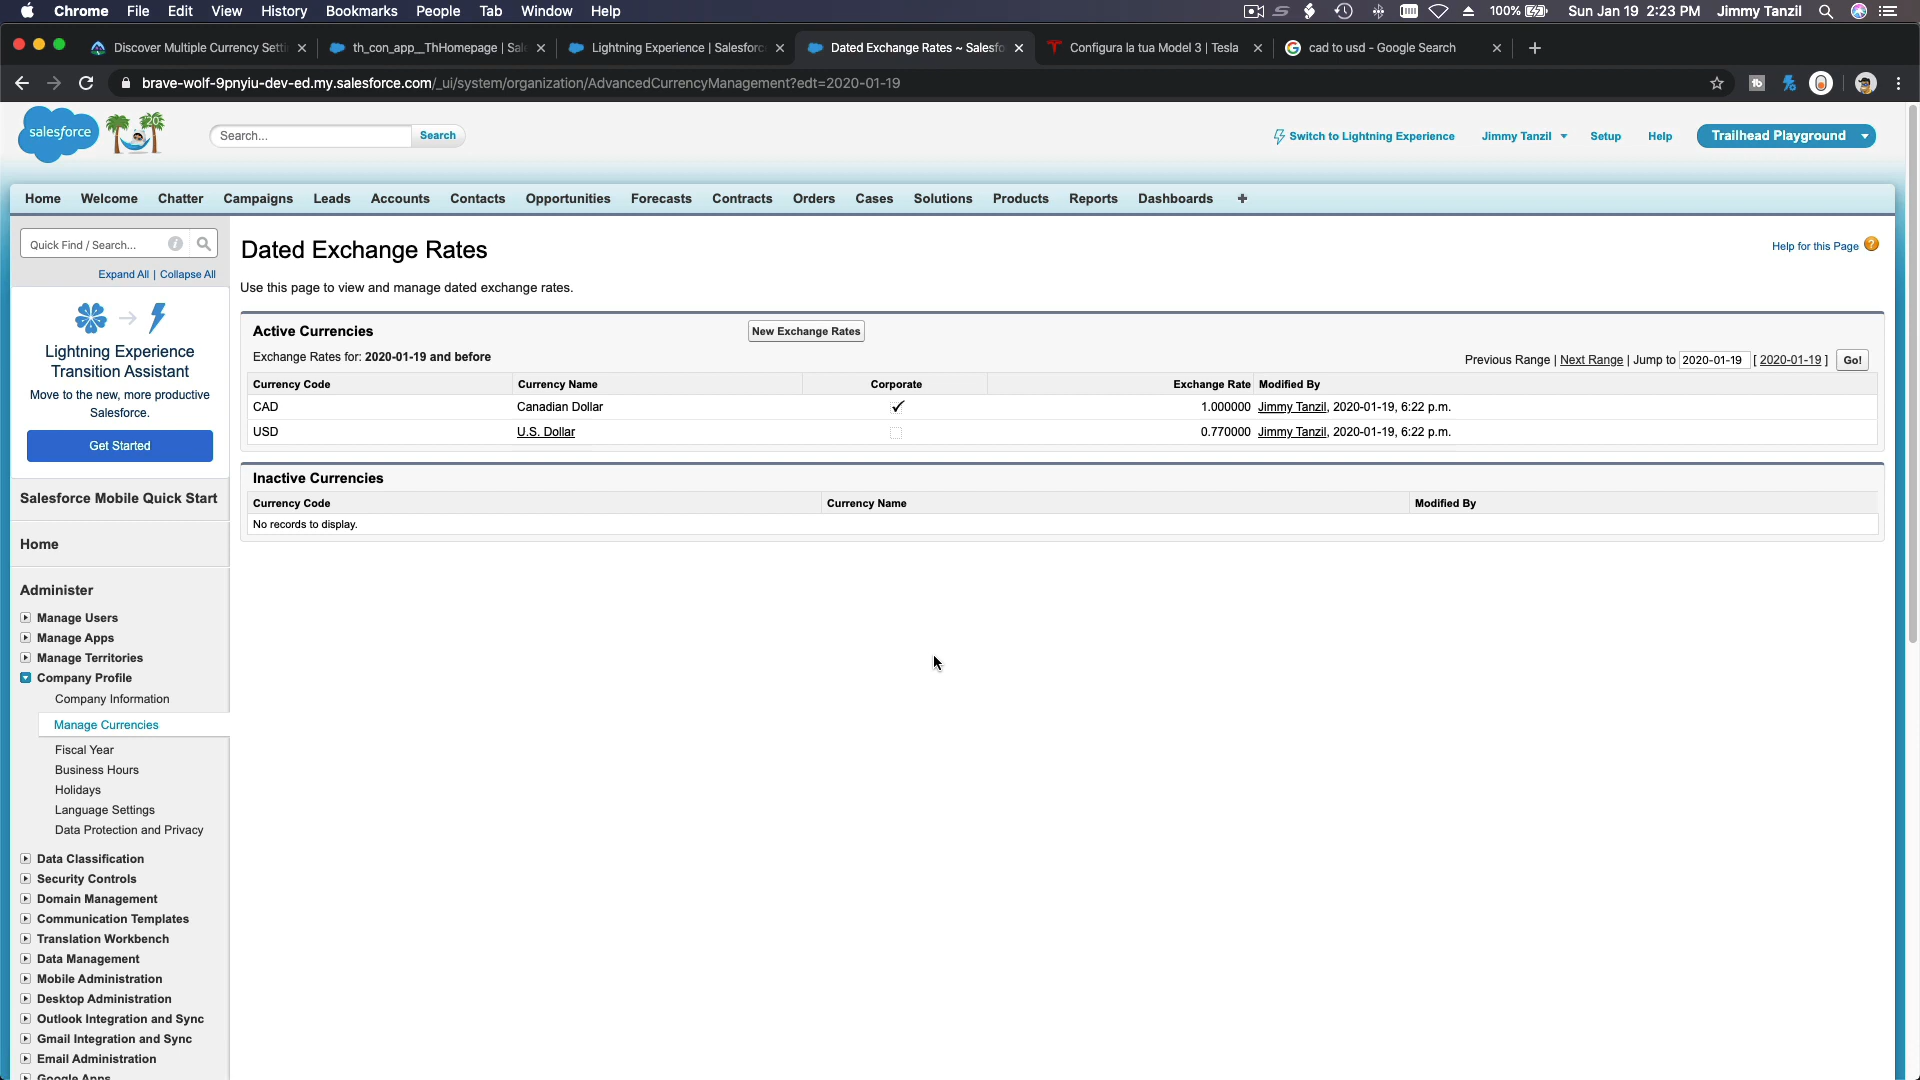 Chrome File Edit View History Bookmarks People Tab Window Help 100% Sun Jan 19 2:23 PM Jimmy Tanzil
Discover Multiple Currency Setti th_con_app__ThHomepage | Sal Lightning Experience | Salesforc Dated Exchange Rates ~ Salesfo Configura la tua Model 3 | Tesla cad to usd - Google Search
brave-wolf-9pnyiu-dev-ed.my.salesforce.com/_ui/system/organization/AdvancedCurrencyManagement?edt=2020-01-19
salesforce 20 Search... Search Switch to Lightning Experience Jimmy Tanzil Setup Help Trailhead Playground
Home Welcome Chatter Campaigns Leads Accounts Contacts Opportunities Forecasts Contracts Orders Cases Solutions Products Reports Dashboards +
Quick Find / Search...
Expand All | Collapse All
Lightning Experience
Transition Assistant
Move to the new, more productive
Salesforce.
Get Started
Salesforce Mobile Quick Start
Home
Administer
Manage Users
Manage Apps
Manage Territories
Company Profile
Company Information
Manage Currencies
Fiscal Year
Business Hours
Holidays
Language Settings
Data Protection and Privacy
Data Classification
Security Controls
Domain Management
Communication Templates
Translation Workbench
Data Management
Mobile Administration
Desktop Administration
Outlook Integration and Sync
Gmail Integration and Sync
Email Administration
Google Apps
Dated Exchange Rates
Help for this Page ?
Use this page to view and manage dated exchange rates.
Active Currencies New Exchange Rates
Exchange Rates for: 2020-01-19 and before
Previous Range | Next Range | Jump to 2020-01-19 [ 2020-01-19 ] Go!
Currency Code Currency Name Corporate Exchange Rate Modified By
CAD Canadian Dollar 1.000000 Jimmy Tanzil, 2020-01-19, 6:22 p.m.
USD U.S. Dollar 0.770000 Jimmy Tanzil, 2020-01-19, 6:22 p.m.
Inactive Currencies
Currency Code Currency Name Modified By
No records to display.